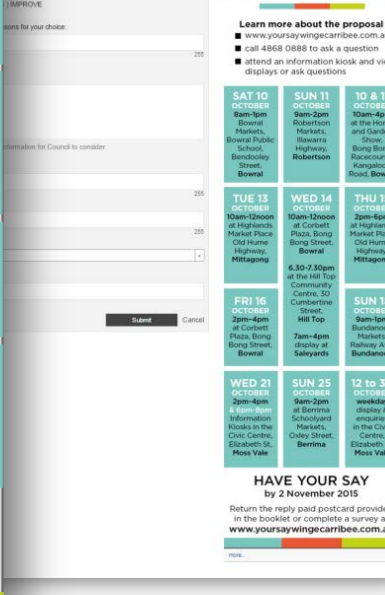 | IMPROVE
sons for your choice:
255
information for Council to consider
255
255
Submit
Cancel
Learn more about the proposal
www.yoursaywingecarribee.com.a
call 4868 0888 to ask a question
attend an information kiosk and vi
displays or ask questions
SAT 10
OCTOBER
8am-1pm
Bowral
Markets,
Bowral Public
School,
Bendooley
Street,
Bowral
SUN 11
OCTOBER
9am-2pm
Robertson
Markets,
Illawarra
Highway,
Robertson
10 & 1
OCTOBE
10am-4p
at the Hor
and Garde
Show,
Bong Bon
Racecour
Kangaloo
Road, Bow
TUE 13
OCTOBER
10am-12noon
at Highlands
Market Place
Old Hume
Highway,
Mittagong
WED 14
OCTOBER
10am-12noon
at Corbett
Plaza, Bong
Bong Street,
Bowral
6.30-7.30pm
at the Hill Top
Community
Centre, 30
Cumbertine
Street,
Hill Top
7am-4pm
display at
Saleyards
THU 1
OCTOBE
2pm-6p
at Highlan
Market Pl
Old Hum
Highway
Mittagon
FRI 16
OCTOBER
2pm-4pm
at Corbett
Plaza, Bong
Bong Street,
Bowral
SUN 1
OCTOBE
9am-1p
Bundano
Markets
Railway A
Bundano
WED 21
OCTOBER
2pm-4pm
& 6pm-8pm
Information
Kiosks in the
Civic Centre,
Elizabeth St,
Moss Vale
SUN 25
OCTOBER
9am-2pm
at Berrima
Schoolyard
Markets,
Oxley Street,
Berrima
12 to 3
OCTOBE
weekday
display &
enquirie
in the Civ
Centre,
Elizabeth
Moss Val
HAVE YOUR SAY
by 2 November 2015
Return the reply paid postcard provide
in the booklet or complete a survey a
www.yoursaywingecarribee.com.a
more..